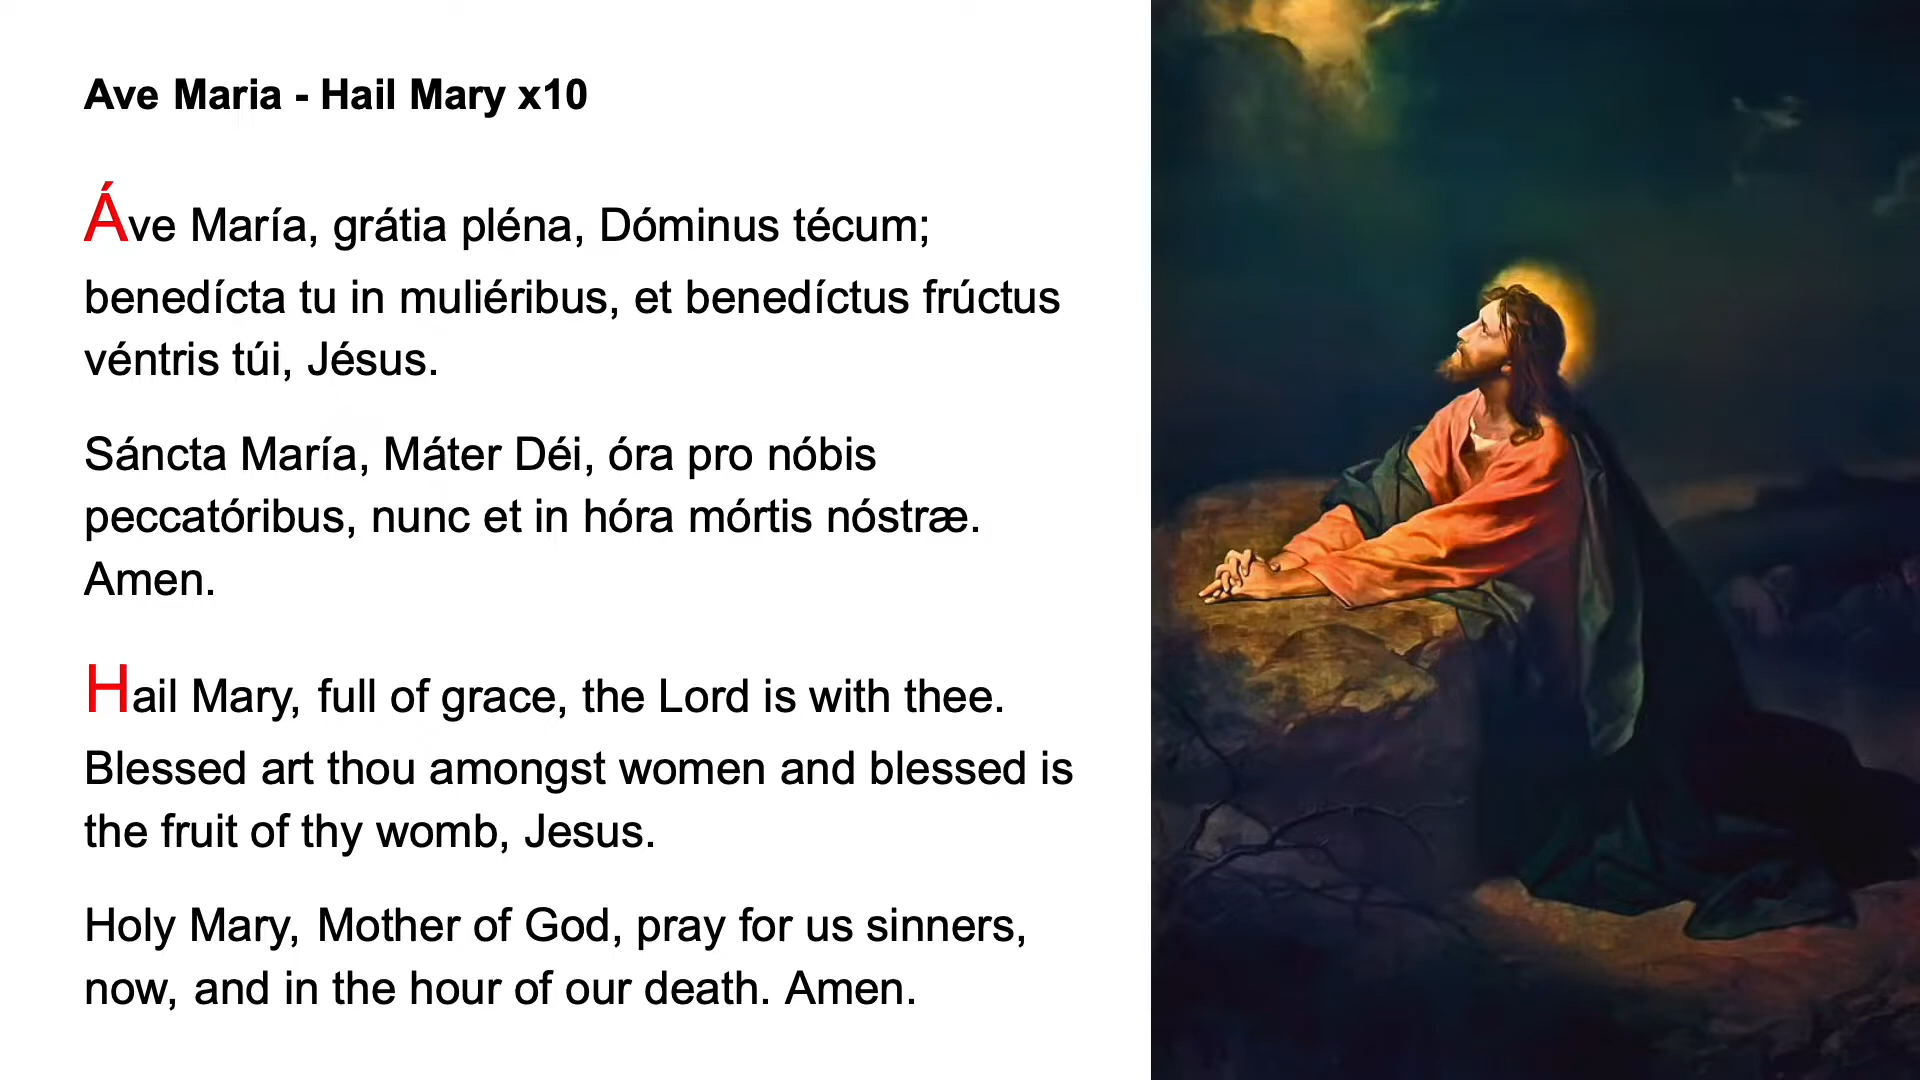 Ave Maria - Hail Mary x10
Áve María, grátia pléna, Dóminus técum;
benedícta tu in muliéribus, et benedíctus frúctus
véntris túi, Jésus.
Sáncta María, Máter Déi, óra pro nóbis
peccatóribus, nunc et in hóra mórtis nóstræ.
Amen.
Hail Mary, full of grace, the Lord is with thee.
Blessed art thou amongst women and blessed is
the fruit of thy womb, Jesus.
Holy Mary, Mother of God, pray for us sinners,
now, and in the hour of our death. Amen.